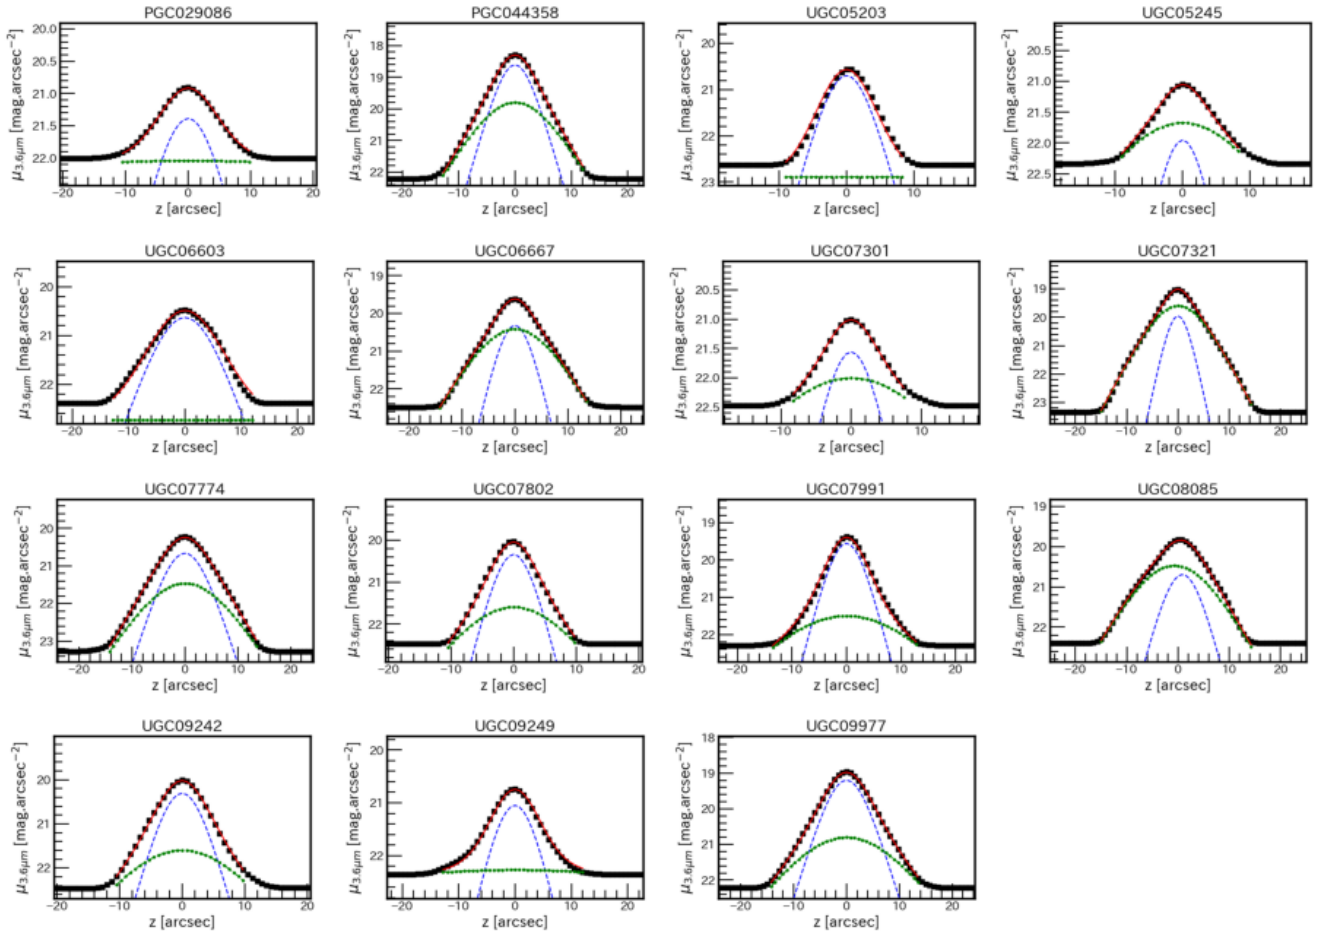 PGC029086
μ3.6μm [mag.arcsec−2]
20.0
20.5
21.0
21.5
22.0
−20 −10 0 10 20
z [arcsec]
PGC044358
μ3.6μm [mag.arcsec−2]
18
19
20
21
22
−20 −10 0 10 20
z [arcsec]
UGC05203
μ3.6μm [mag.arcsec−2]
20
21
22
23
−10 0 10
z [arcsec]
UGC05245
μ3.6μm [mag.arcsec−2]
20.5
21.0
21.5
22.0
22.5
−10 0 10
z [arcsec]
UGC06603
μ3.6μm [mag.arcsec−2]
20
21
22
−20 −10 0 10 20
z [arcsec]
UGC06667
μ3.6μm [mag.arcsec−2]
19
20
21
22
−20 −10 0 10 20
z [arcsec]
UGC07301
μ3.6μm [mag.arcsec−2]
20.5
21.0
21.5
22.0
22.5
−10 0 10
z [arcsec]
UGC07321
μ3.6μm [mag.arcsec−2]
19
20
21
22
23
−20 −10 0 10 20
z [arcsec]
UGC07774
μ3.6μm [mag.arcsec−2]
20
21
22
23
−20 −10 0 10 20
z [arcsec]
UGC07802
μ3.6μm [mag.arcsec−2]
19
20
21
22
−20 −10 0 10 20
z [arcsec]
UGC07991
μ3.6μm [mag.arcsec−2]
19
20
21
22
−20 −10 0 10 20
z [arcsec]
UGC08085
μ3.6μm [mag.arcsec−2]
19
20
21
22
−20 −10 0 10 20
z [arcsec]
UGC09242
μ3.6μm [mag.arcsec−2]
20
21
22
−20 −10 0 10 20
z [arcsec]
UGC09249
μ3.6μm [mag.arcsec−2]
20
21
22
−20 −10 0 10 20
z [arcsec]
UGC09977
μ3.6μm [mag.arcsec−2]
18
19
20
21
22
−20 −10 0 10 20
z [arcsec]